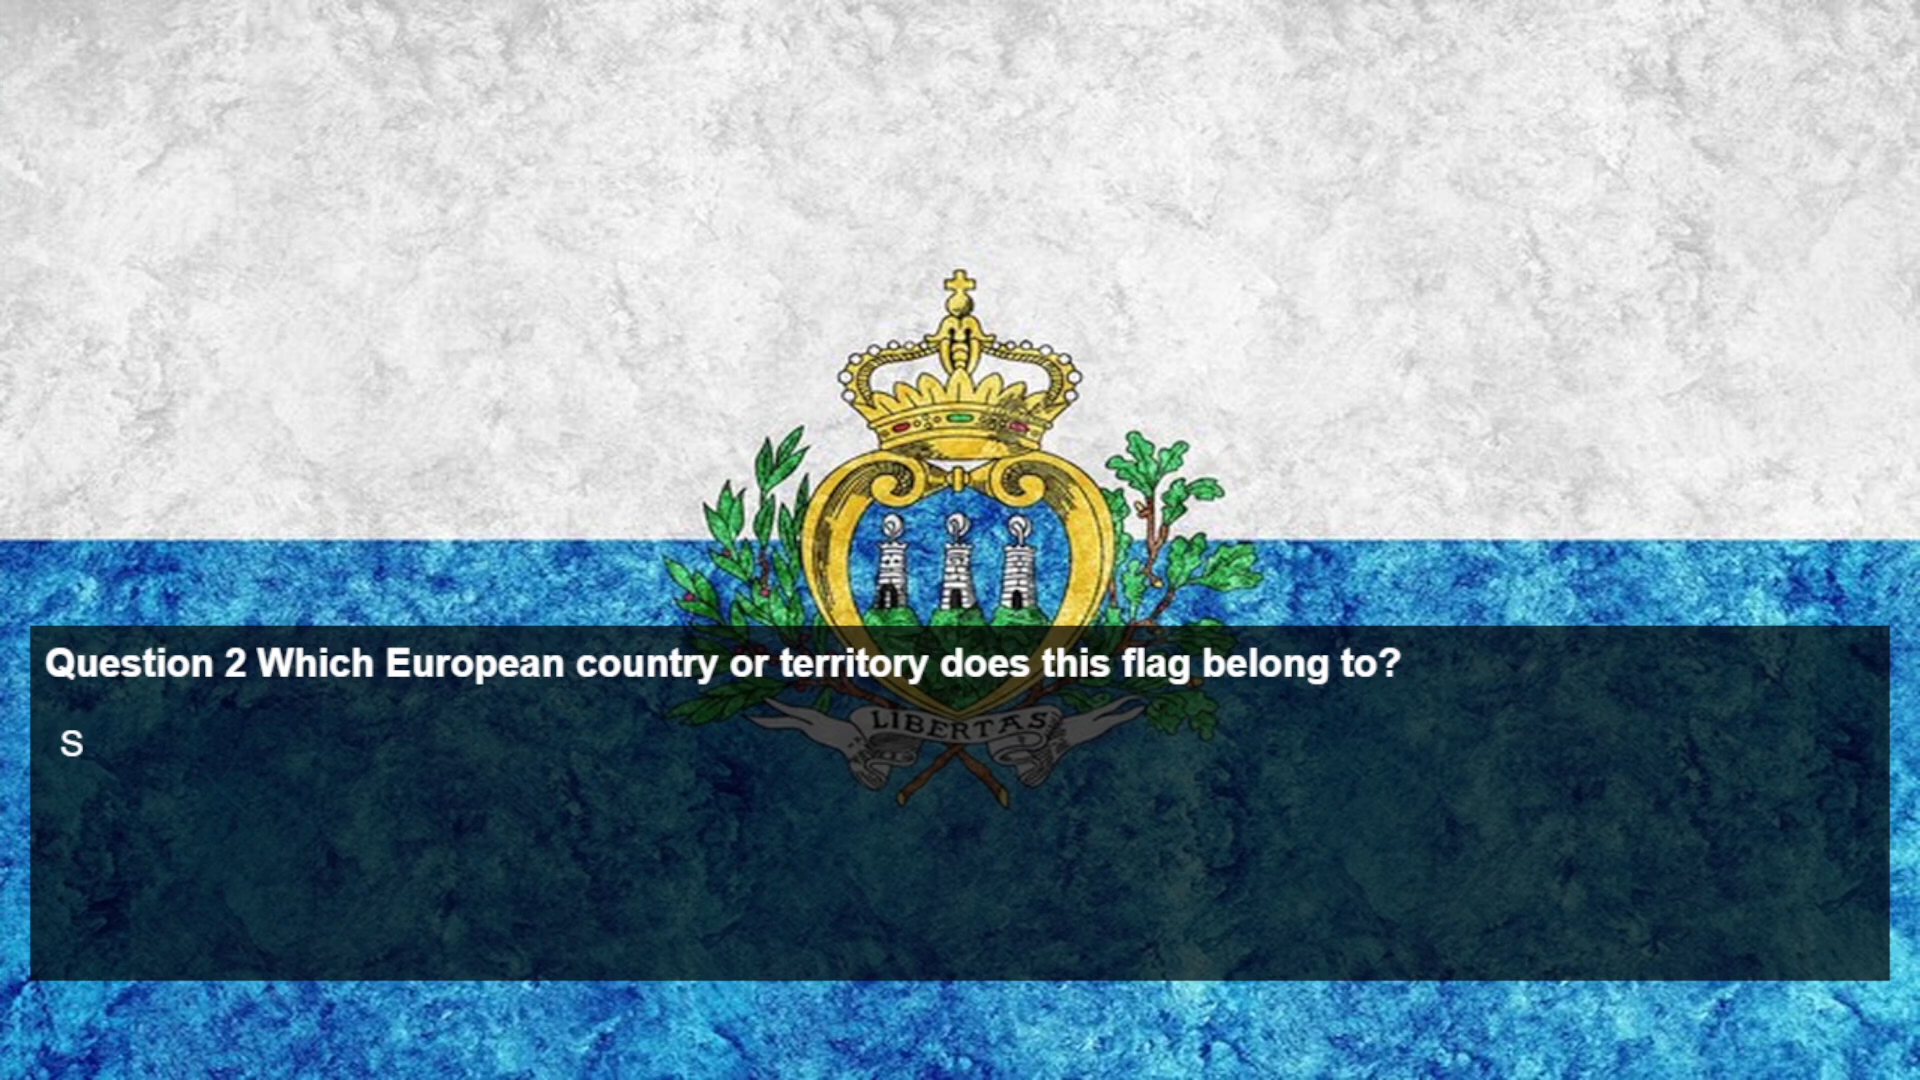 Question 2 Which European country or territory does this flag belong to?
LIBERTAS
S